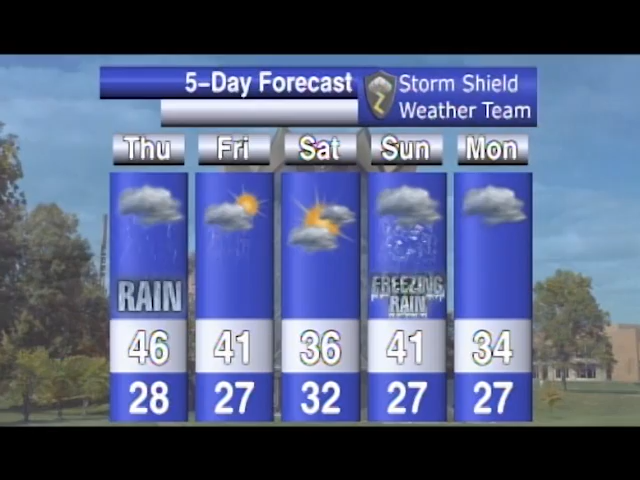 5-Day Forecast
Storm Shield
Weather Team
Thu Fri Sat Sun Mon
RAIN
FREEZING
RAIN
46 41 36 41 34
28 27 32 27 27